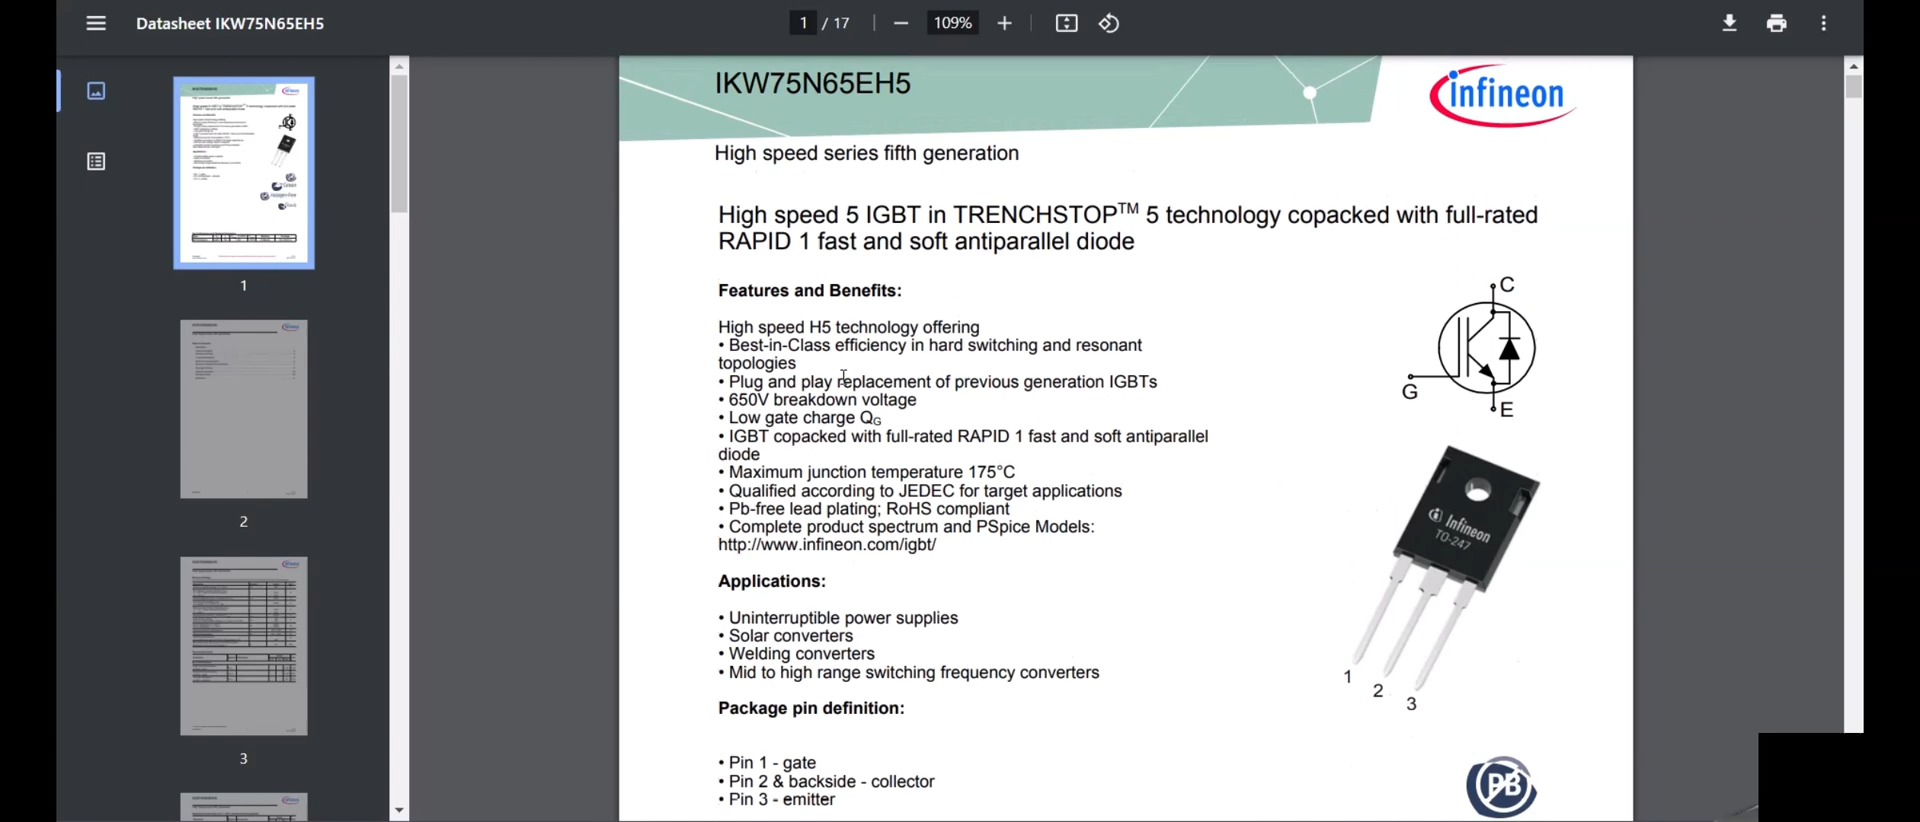 Datasheet IKW75N65EH5
1 / 17
109%
1
2
3
IKW75N65EH5
infineon
High speed series fifth generation
High speed 5 IGBT in TRENCHSTOP™ 5 technology copacked with full-rated
RAPID 1 fast and soft antiparallel diode
Features and Benefits:
High speed H5 technology offering
• Best-in-Class efficiency in hard switching and resonant
topologies
• Plug and play replacement of previous generation IGBTs
• 650V breakdown voltage
• Low gate charge QG
• IGBT copacked with full-rated RAPID 1 fast and soft antiparallel
diode
• Maximum junction temperature 175°C
• Qualified according to JEDEC for target applications
• Pb-free lead plating; RoHS compliant
• Complete product spectrum and PSpice Models:
http://www.infineon.com/igbt/
Applications:
• Uninterruptible power supplies
• Solar converters
• Welding converters
• Mid to high range switching frequency converters
Package pin definition:
• Pin 1 - gate
• Pin 2 & backside - collector
• Pin 3 - emitter
C
G
E
Infineon
TO-247
1
2
3
PB